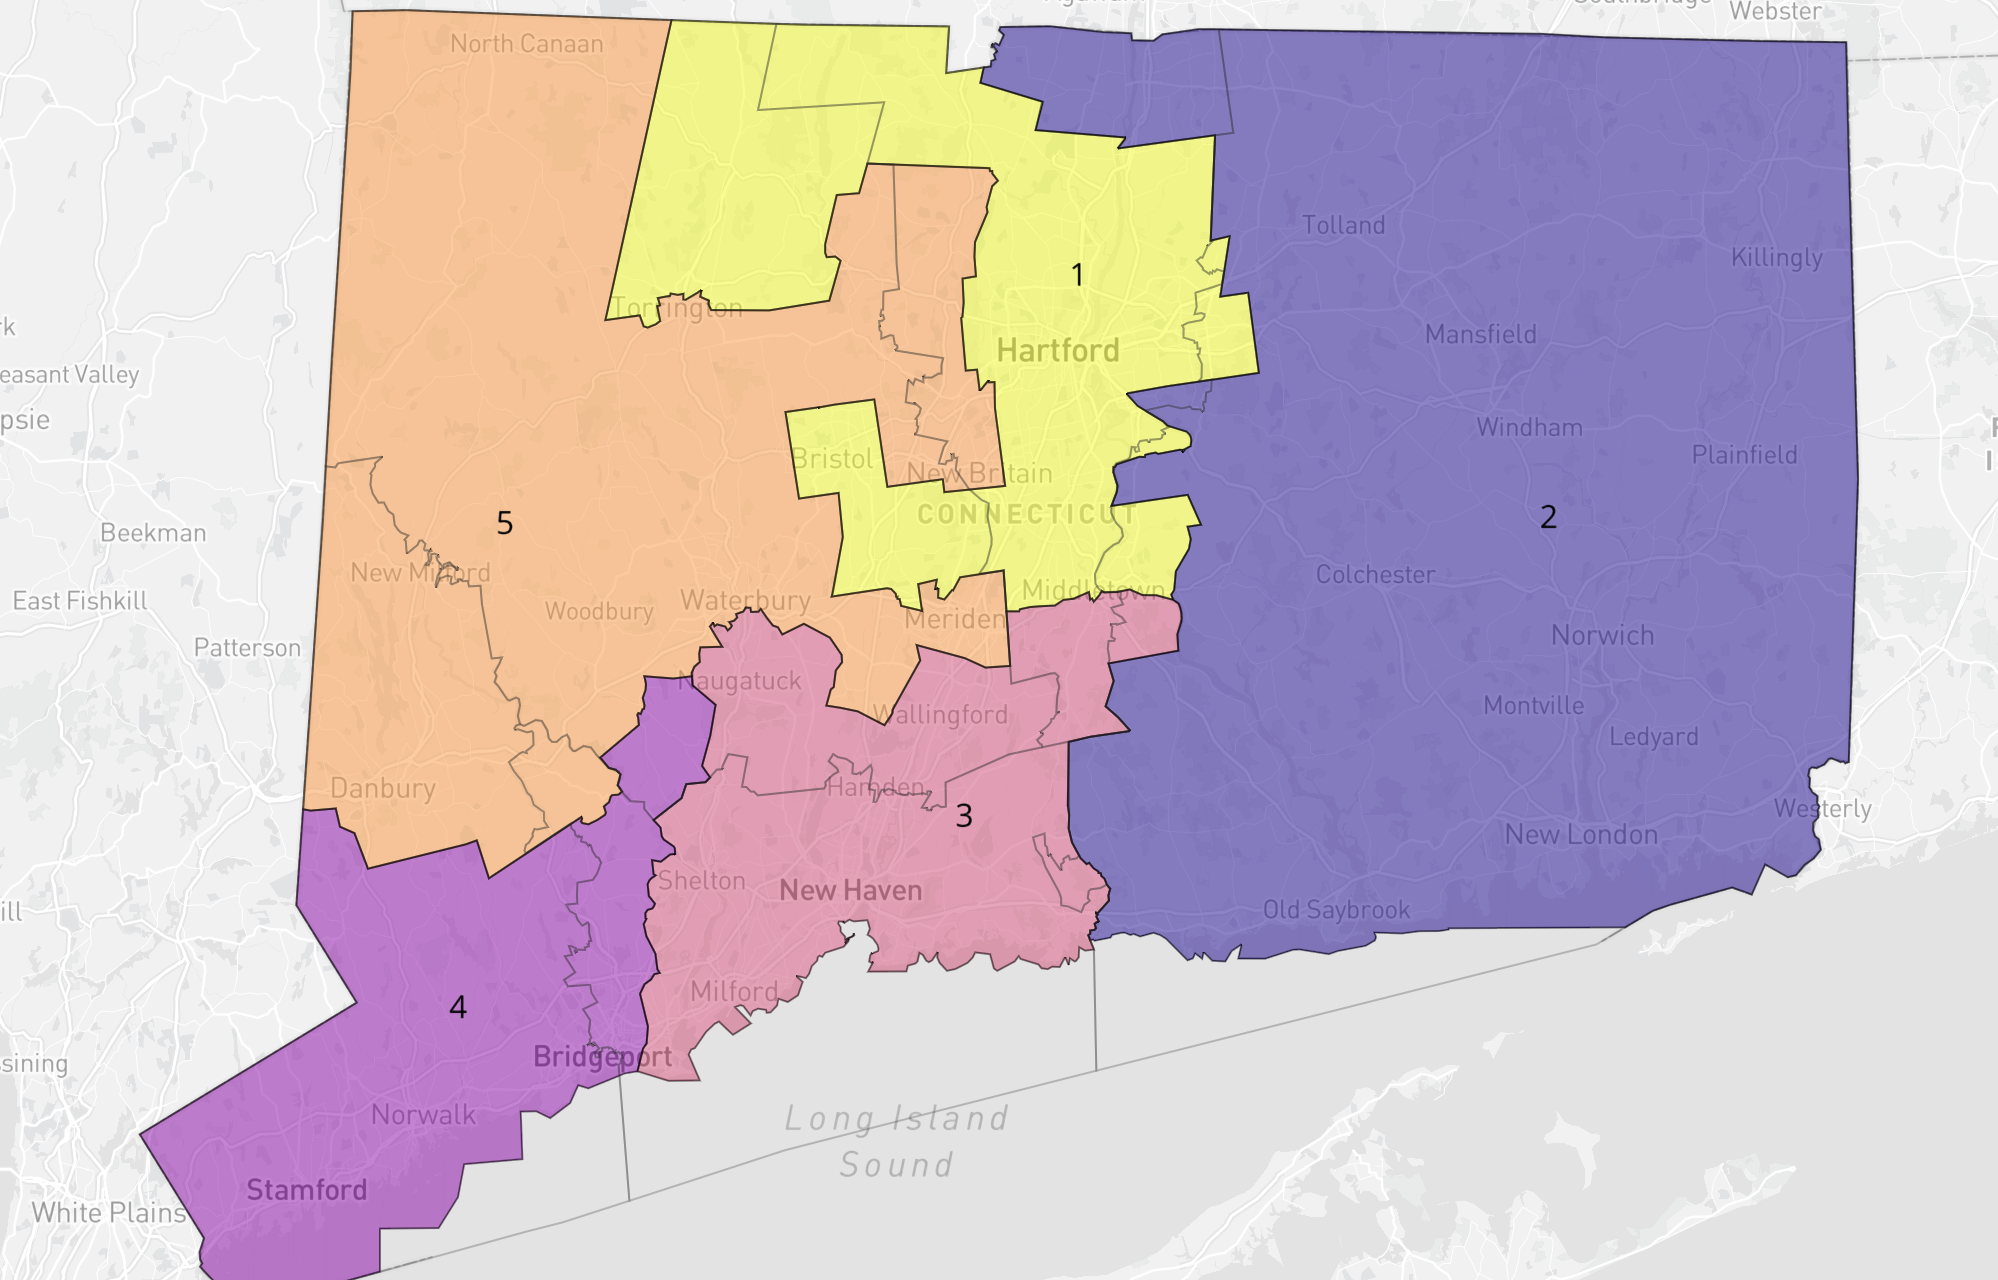 Southbridge
Webster
North Canaan
Tolland
Killingly
1
Torrington
Mansfield
Hartford
easant Valley
psie
Windham
Plainfield
Bristol
New Britain
CONNECTICUT
2
5
Beekman
New Milford
Colchester
East Fishkill
Woodbury
Waterbury
Middletown
Meriden
Norwich
Patterson
Naugatuck
Wallingford
Montville
Ledyard
Danbury
Hamden
3
Westerly
New London
Shelton
New Haven
Old Saybrook
ill
Milford
4
sining
Bridgeport
Norwalk
Long Island
Sound
Stamford
White Plains